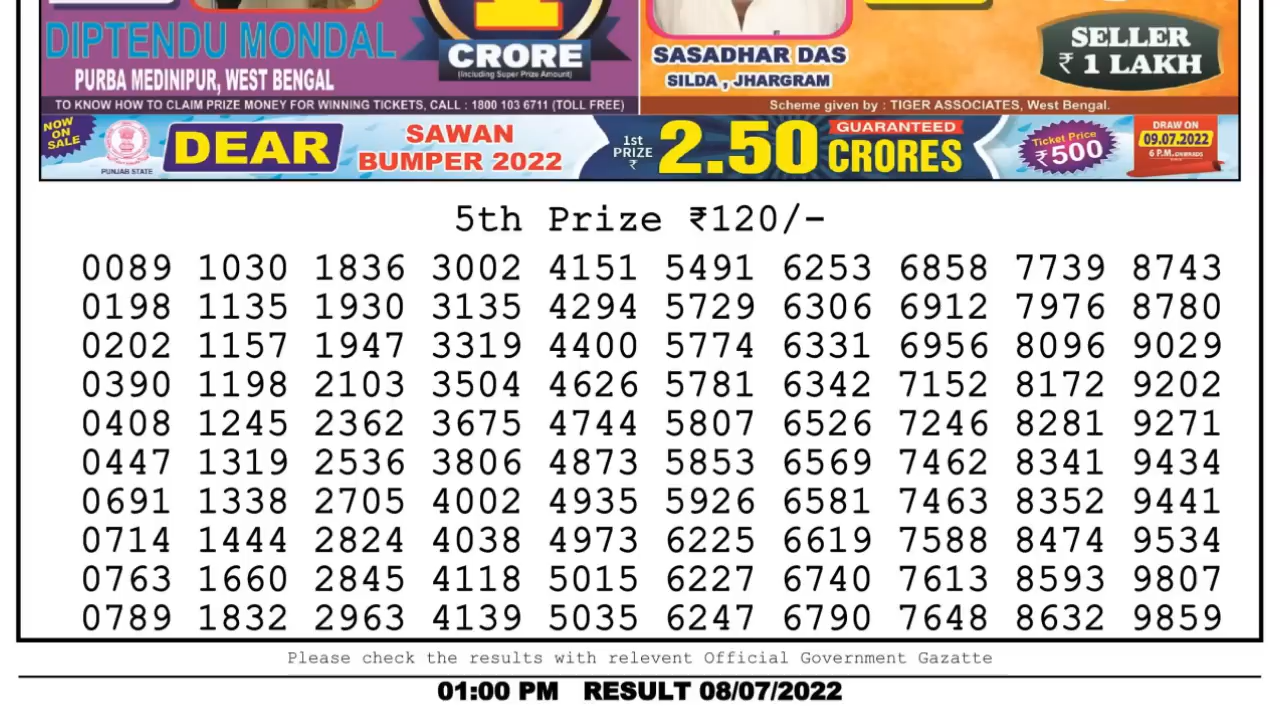 DIPTENDU MONDAL
PURBA MEDINIPUR, WEST BENGAL
CRORE
(Including Super Prize Amount)
SASADHAR DAS
SILDA , JHARGRAM
SELLER
₹ 1 LAKH
TO KNOW HOW TO CLAIM PRIZE MONEY FOR WINNING TICKETS, CALL : 1800 103 6711 (TOLL FREE)
Scheme given by : TIGER ASSOCIATES, West Bengal.
NOW
ON
SALE
PUNJAB STATE
DEAR
SAWAN
BUMPER 2022
1st
PRIZE
₹
2.50
GUARANTEED
CRORES
Ticket Price
₹500
DRAW ON
09.07.2022
6 P.M. ONWARDS
5th Prize ₹120/-
0089 1030 1836 3002 4151 5491 6253 6858 7739 8743
0198 1135 1930 3135 4294 5729 6306 6912 7976 8780
0202 1157 1947 3319 4400 5774 6331 6956 8096 9029
0390 1198 2103 3504 4626 5781 6342 7152 8172 9202
0408 1245 2362 3675 4744 5807 6526 7246 8281 9271
0447 1319 2536 3806 4873 5853 6569 7462 8341 9434
0691 1338 2705 4002 4935 5926 6581 7463 8352 9441
0714 1444 2824 4038 4973 6225 6619 7588 8474 9534
0763 1660 2845 4118 5015 6227 6740 7613 8593 9807
0789 1832 2963 4139 5035 6247 6790 7648 8632 9859
Please check the results with relevent Official Government Gazatte
01:00 PM RESULT 08/07/2022